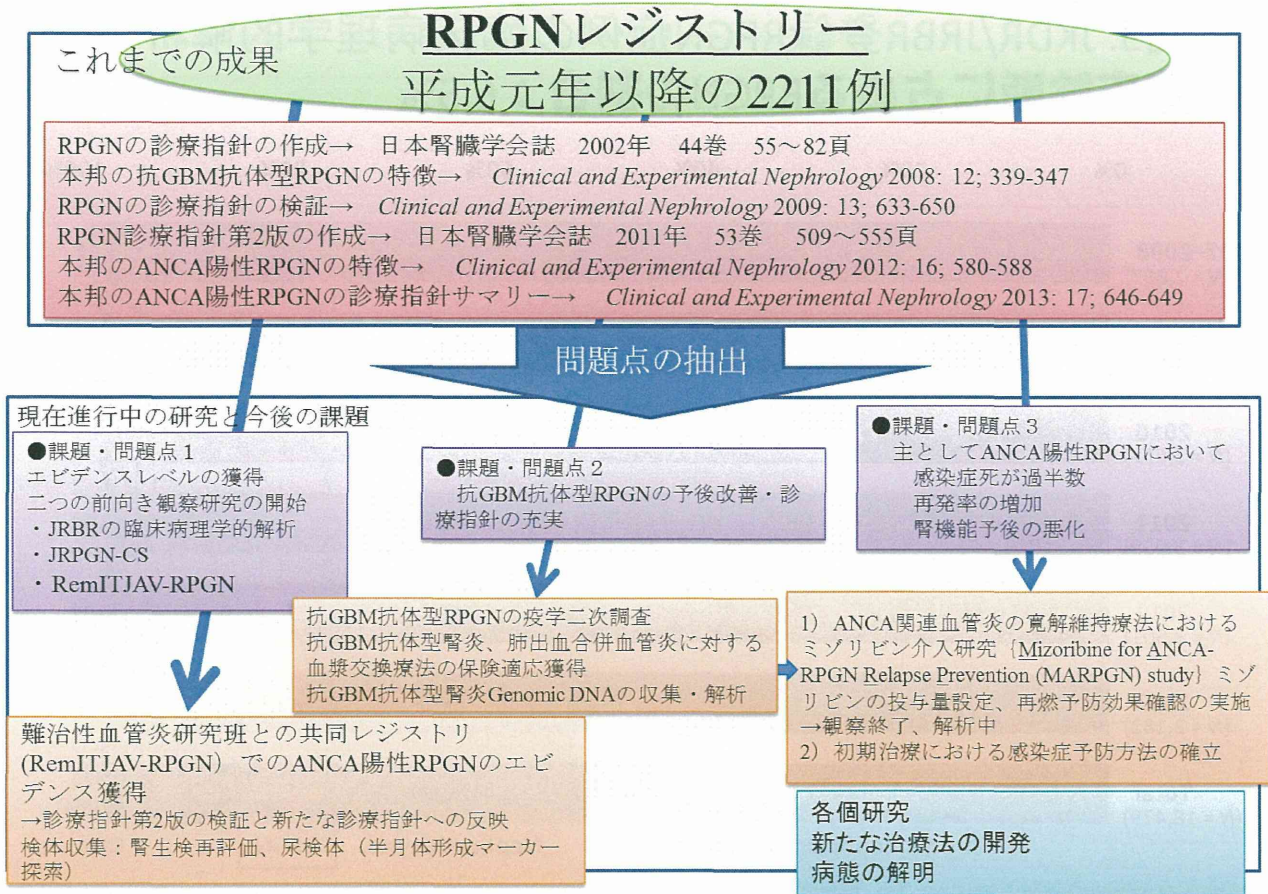 RPGNレジストリー
平成元年以降の2211例
これまでの成果
RPGNの診療指針の作成→　日本腎臓学会誌　2002年　44巻　55～82頁
本邦の抗GBM抗体型RPGNの特徴→　Clinical and Experimental Nephrology 2008: 12; 339-347
RPGNの診療指針の検証→　Clinical and Experimental Nephrology 2009: 13; 633-650
RPGN診療指針第2版の作成→　日本腎臓学会誌　2011年　53巻　509～555頁
本邦のANCA陽性RPGNの特徴→　Clinical and Experimental Nephrology 2012: 16; 580-588
本邦のANCA陽性RPGNの診療指針サマリー→　Clinical and Experimental Nephrology 2013: 17; 646-649
問題点の抽出
現在進行中の研究と今後の課題
●課題・問題点１
エビデンスレベルの獲得
二つの前向き観察研究の開始
・JRBRの臨床病理学的解析
・JRPGN-CS
・RemITJAV-RPGN
●課題・問題点２
抗GBM抗体型RPGNの予後改善・診
療指針の充実
●課題・問題点３
主としてANCA陽性RPGNにおいて
感染症死が過半数
再発率の増加
腎機能予後の悪化
抗GBM抗体型RPGNの疫学二次調査
抗GBM抗体型腎炎、肺出血合併血管炎に対する
血漿交換療法の保険適応獲得
抗GBM抗体型腎炎Genomic DNAの収集・解析
1）ANCA関連血管炎の寛解維持療法における
ミゾリビン介入研究｛Mizoribine for ANCA-
RPGN Relapse Prevention (MARPGN) study｝ミゾ
リビンの投与量設定、再燃予防効果確認の実施
→観察終了、解析中
2）初期治療における感染症予防方法の確立
難治性血管炎研究班との共同レジストリ
(RemITJAV-RPGN）でのANCA陽性RPGNのエビ
デンス獲得
→診療指針第2版の検証と新たな診療指針への反映
検体収集：腎生検再評価、尿検体（半月体形成マーカー
探索）
各個研究
新たな治療法の開発
病態の解明